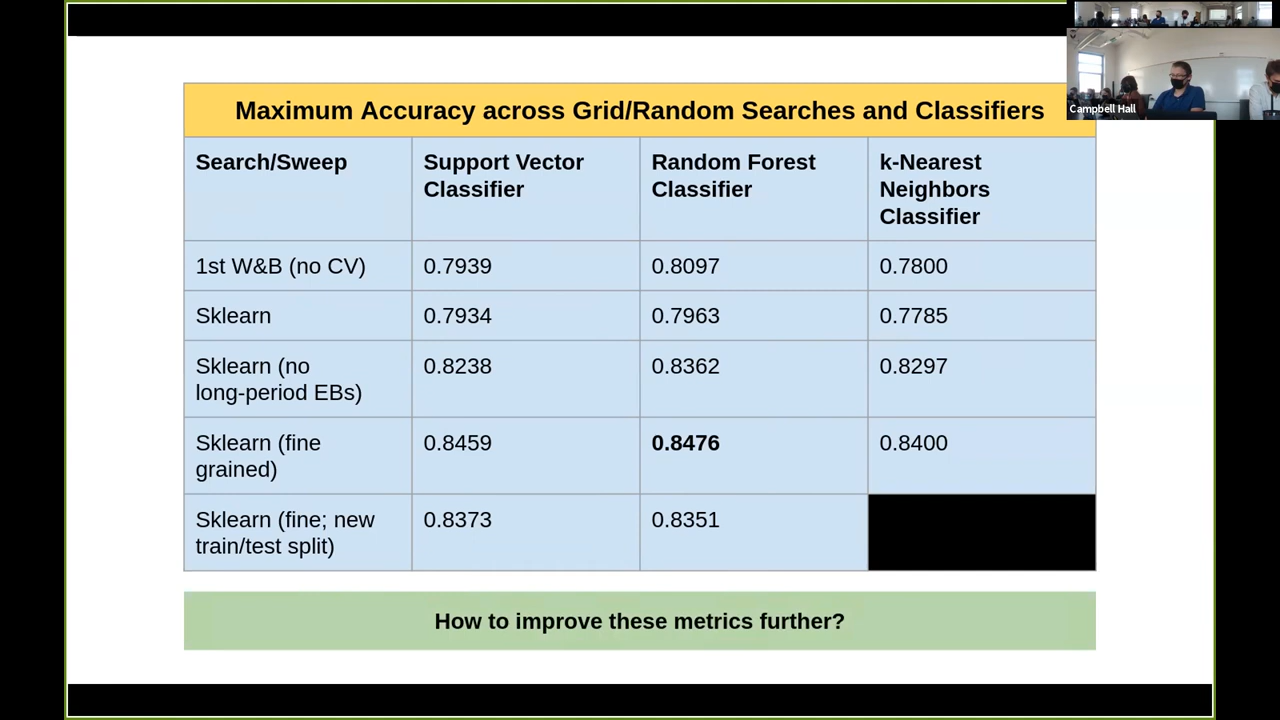 Maximum Accuracy across Grid/Random Searches and Classifiers
Campbell Hall
Search/Sweep
Support Vector
Classifier
Random Forest
Classifier
k-Nearest
Neighbors
Classifier
1st W&B (no CV)
0.7939
0.8097
0.7800
Sklearn
0.7934
0.7963
0.7785
Sklearn (no
long-period EBs)
0.8238
0.8362
0.8297
Sklearn (fine
grained)
0.8459
0.8476
0.8400
Sklearn (fine; new
train/test split)
0.8373
0.8351
How to improve these metrics further?